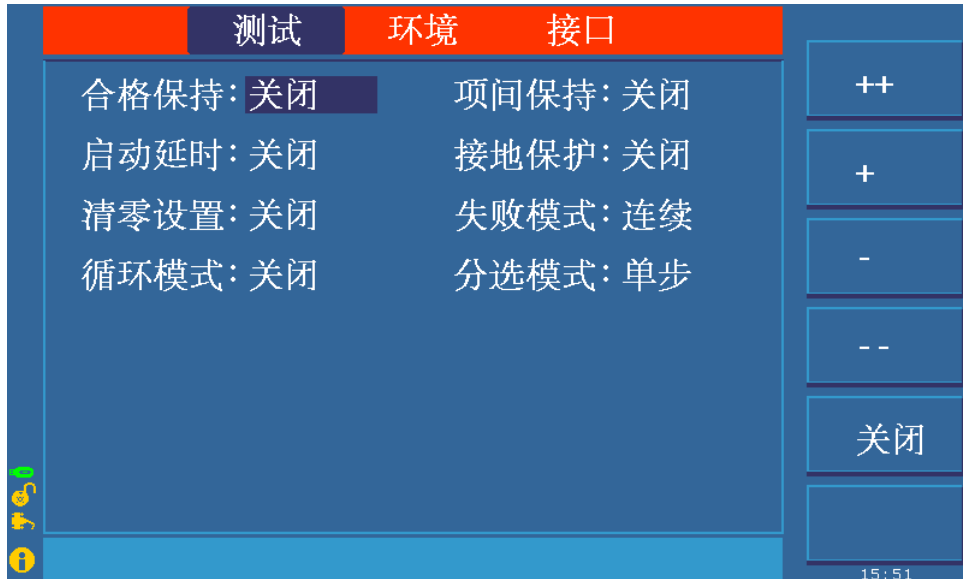 测试 环境 接口
合格保持：关闭 项间保持：关闭
启动延时：关闭 接地保护：关闭
清零设置：关闭 失败模式：连续
循环模式：关闭 分选模式：单步
++
+
-
--
关闭
15:51